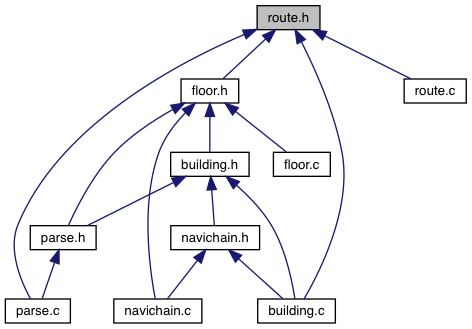 route.h
floor.h
route.c
building.h
floor.c
parse.h
navichain.h
parse.c
navichain.c
building.c